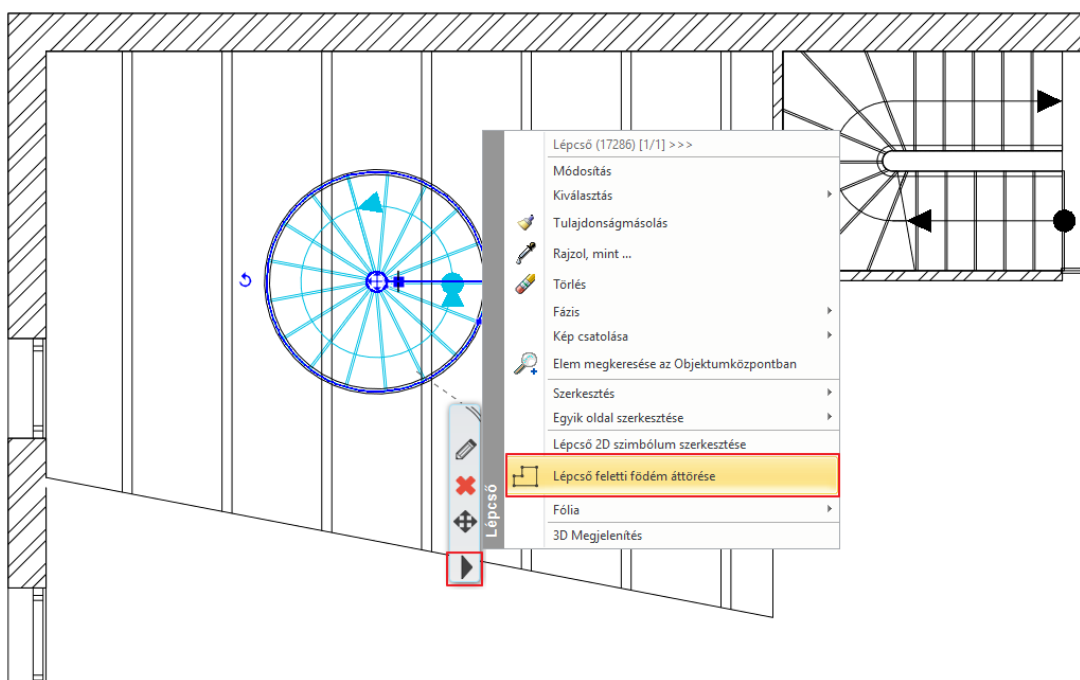 Lépcső (17286) [1/1] >>>
Módosítás
Kiválasztás
Tulajdonságmásolás
Rajzol, mint ...
Törlés
Fázis
Kép csatolása
Elem megkeresése az Objektumközpontban
Szerkesztés
Egyik oldal szerkesztése
Lépcső 2D szimbólum szerkesztése
Lépcső feletti födém áttörése
Fólia
3D Megjelenítés
Lépcső